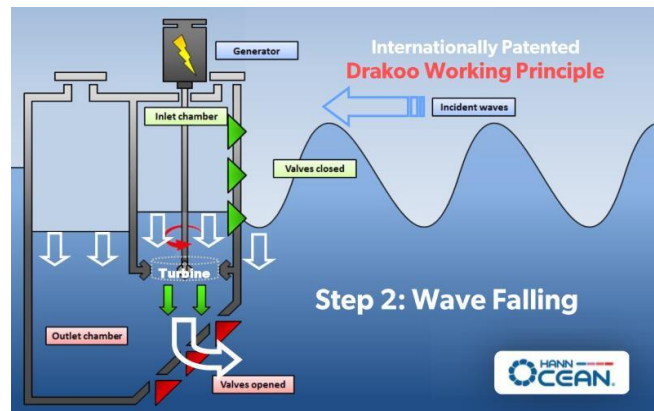 Internationally Patented
Drakoo Working Principle
Generator
Incident waves
Inlet chamber
Valves closed
Turbine
Step 2: Wave Falling
Outlet chamber
Valves opened
HANN
OCEAN.